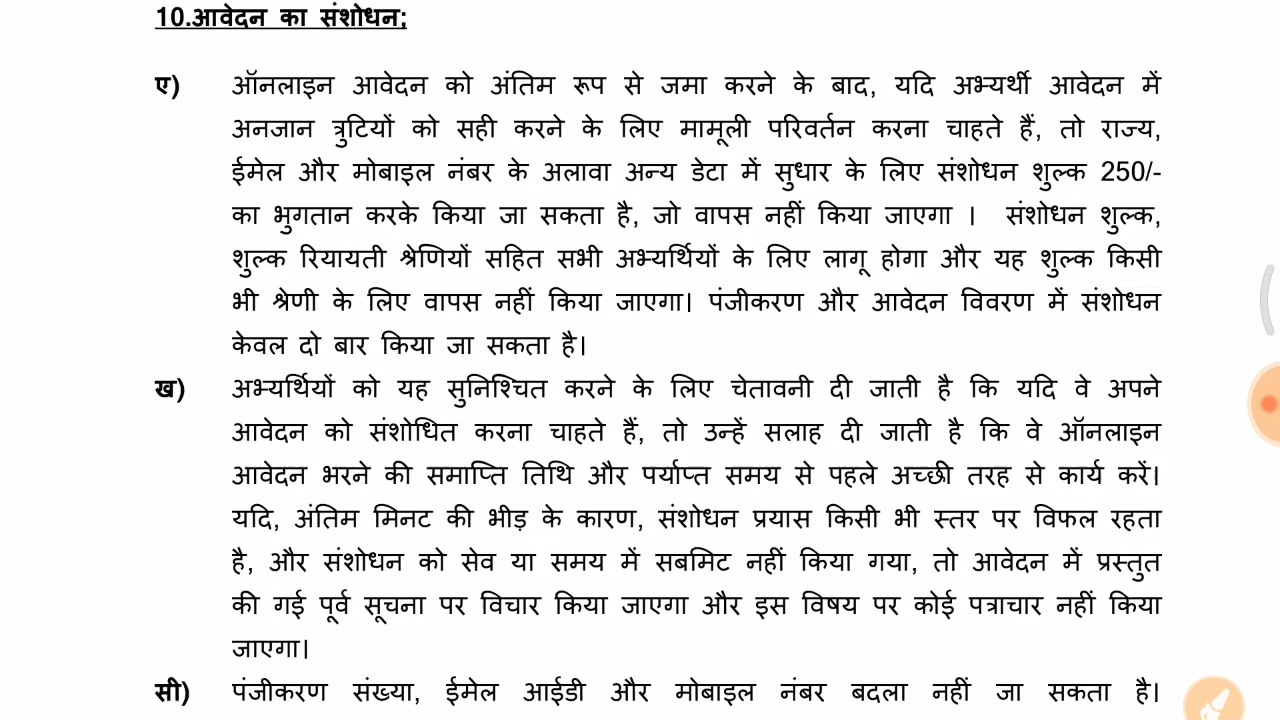 10.आवेदन का संशोधन;
ए) ऑनलाइन आवेदन को अंतिम रूप से जमा करने के बाद, यदि अभ्यर्थी आवेदन में
अनजान त्रुटियों को सही करने के लिए मामूली परिवर्तन करना चाहते हैं, तो राज्य,
ईमेल और मोबाइल नंबर के अलावा अन्य डेटा में सुधार के लिए संशोधन शुल्क 250/-
का भुगतान करके किया जा सकता है, जो वापस नहीं किया जाएगा । संशोधन शुल्क,
शुल्क रियायती श्रेणियों सहित सभी अभ्यर्थियों के लिए लागू होगा और यह शुल्क किसी
भी श्रेणी के लिए वापस नहीं किया जाएगा। पंजीकरण और आवेदन विवरण में संशोधन
केवल दो बार किया जा सकता है।
ख) अभ्यर्थियों को यह सुनिश्चित करने के लिए चेतावनी दी जाती है कि यदि वे अपने
आवेदन को संशोधित करना चाहते हैं, तो उन्हें सलाह दी जाती है कि वे ऑनलाइन
आवेदन भरने की समाप्ति तिथि और पर्याप्त समय से पहले अच्छी तरह से कार्य करें।
यदि, अंतिम मिनट की भीड़ के कारण, संशोधन प्रयास किसी भी स्तर पर विफल रहता
है, और संशोधन को सेव या समय में सबमिट नहीं किया गया, तो आवेदन में प्रस्तुत
की गई पूर्व सूचना पर विचार किया जाएगा और इस विषय पर कोई पत्राचार नहीं किया
जाएगा।
सी) पंजीकरण संख्या, ईमेल आईडी और मोबाइल नंबर बदला नहीं जा सकता है।